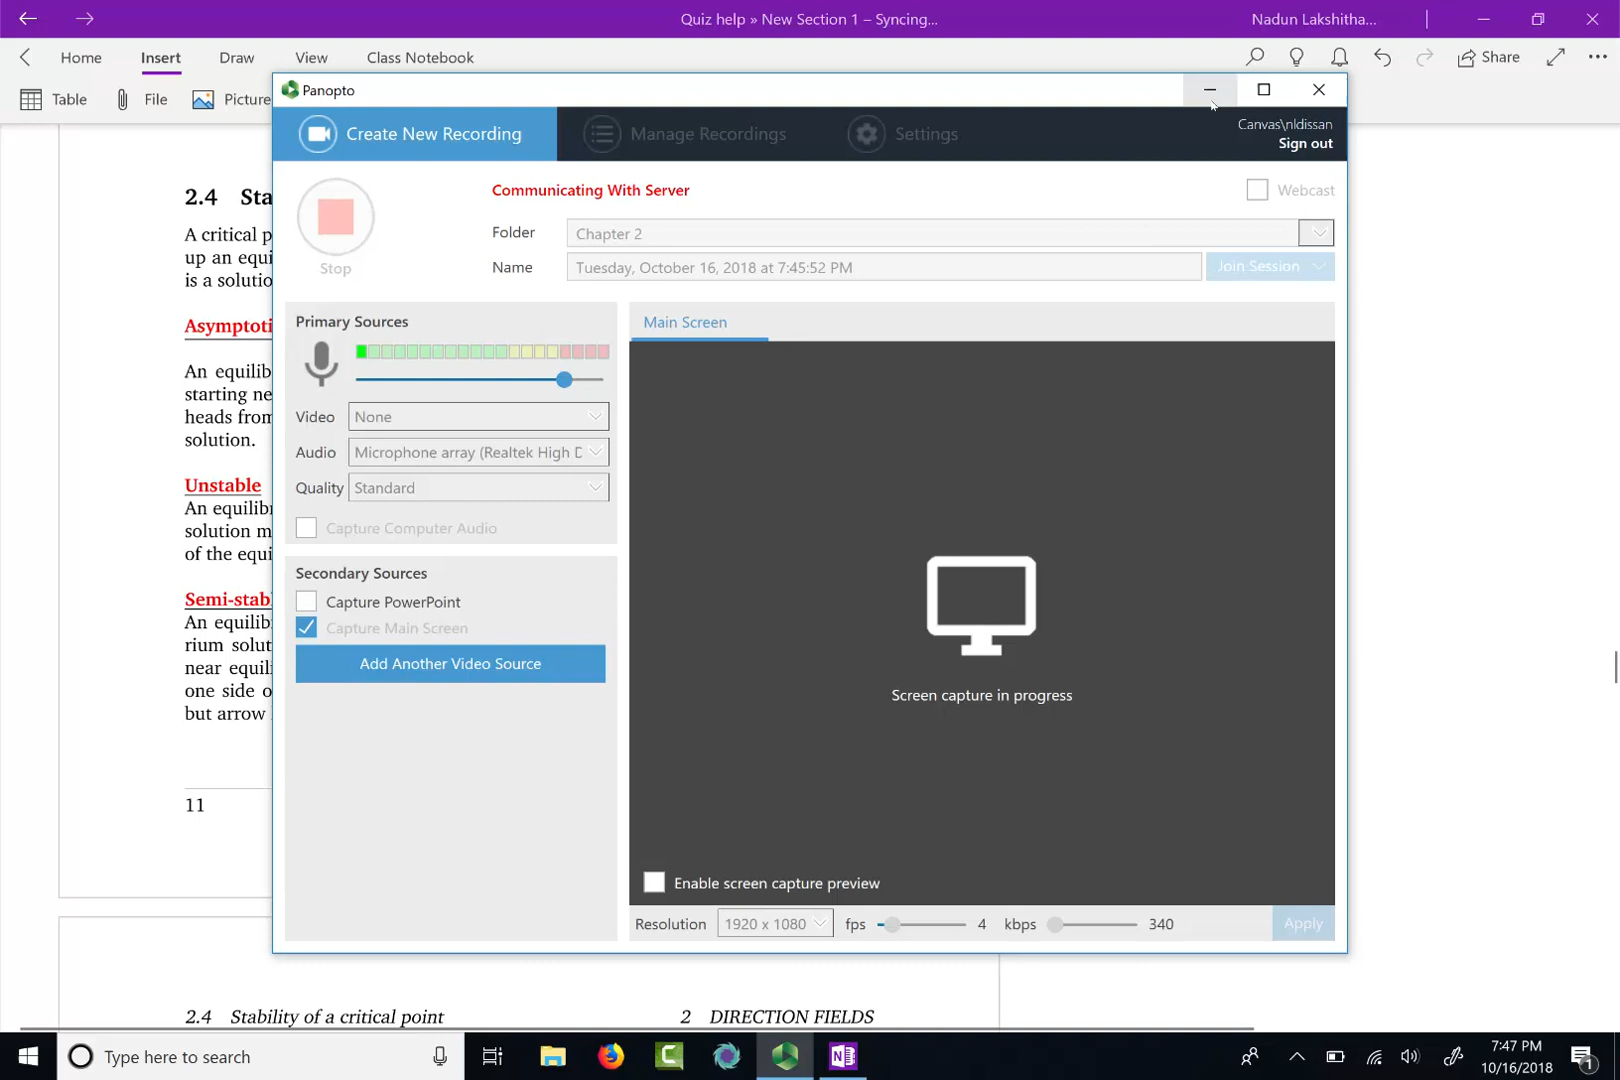 Quiz help » New Section 1 – Syncing...
Nadun Lakshitha...
Home
Insert
Draw
View
Class Notebook
Share
Table
File
Picture
Panopto
Create New Recording
Manage Recordings
Settings
Canvas\nldissan
Sign out
Stop
Communicating With Server
Webcast
Folder
Chapter 2
Name
Tuesday, October 16, 2018 at 7:45:52 PM
Join Session
Primary Sources
Video
None
Audio
Microphone array (Realtek High D
Quality
Standard
Capture Computer Audio
Secondary Sources
Capture PowerPoint
Capture Main Screen
Add Another Video Source
Main Screen
Screen capture in progress
Enable screen capture preview
Resolution
1920 x 1080
fps
4
kbps
340
Apply
2.4 Sta
A critical p
up an equi
is a solutio
Asymptoti
An equilib
starting ne
heads from
solution.
Unstable
An equilibr
solution m
of the equi
Semi-stab
An equilib
rium solut
near equili
one side o
but arrow
11
2.4 Stability of a critical point
2 DIRECTION FIELDS
Type here to search
7:47 PM
10/16/2018
1